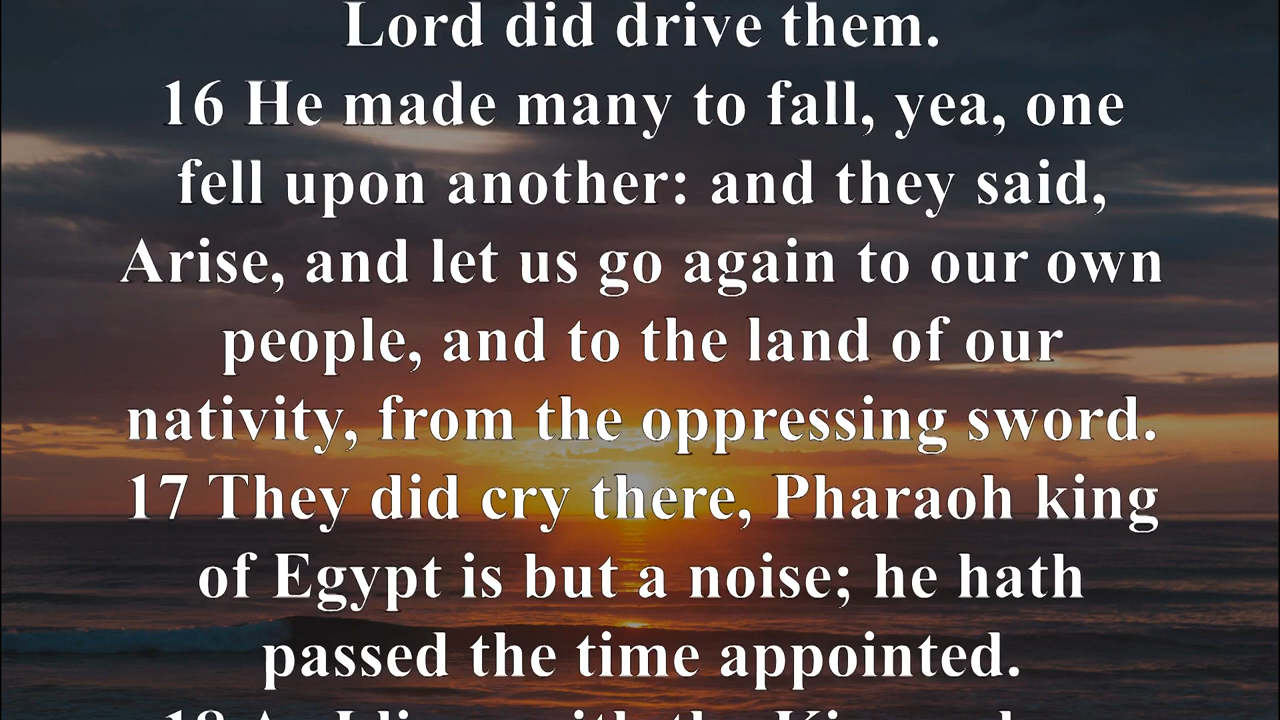 Lord did drive them.
16 He made many to fall, yea, one
fell upon another: and they said,
Arise, and let us go again to our own
people, and to the land of our
nativity, from the oppressing sword.
17 They did cry there, Pharaoh king
of Egypt is but a noise; he hath
passed the time appointed.